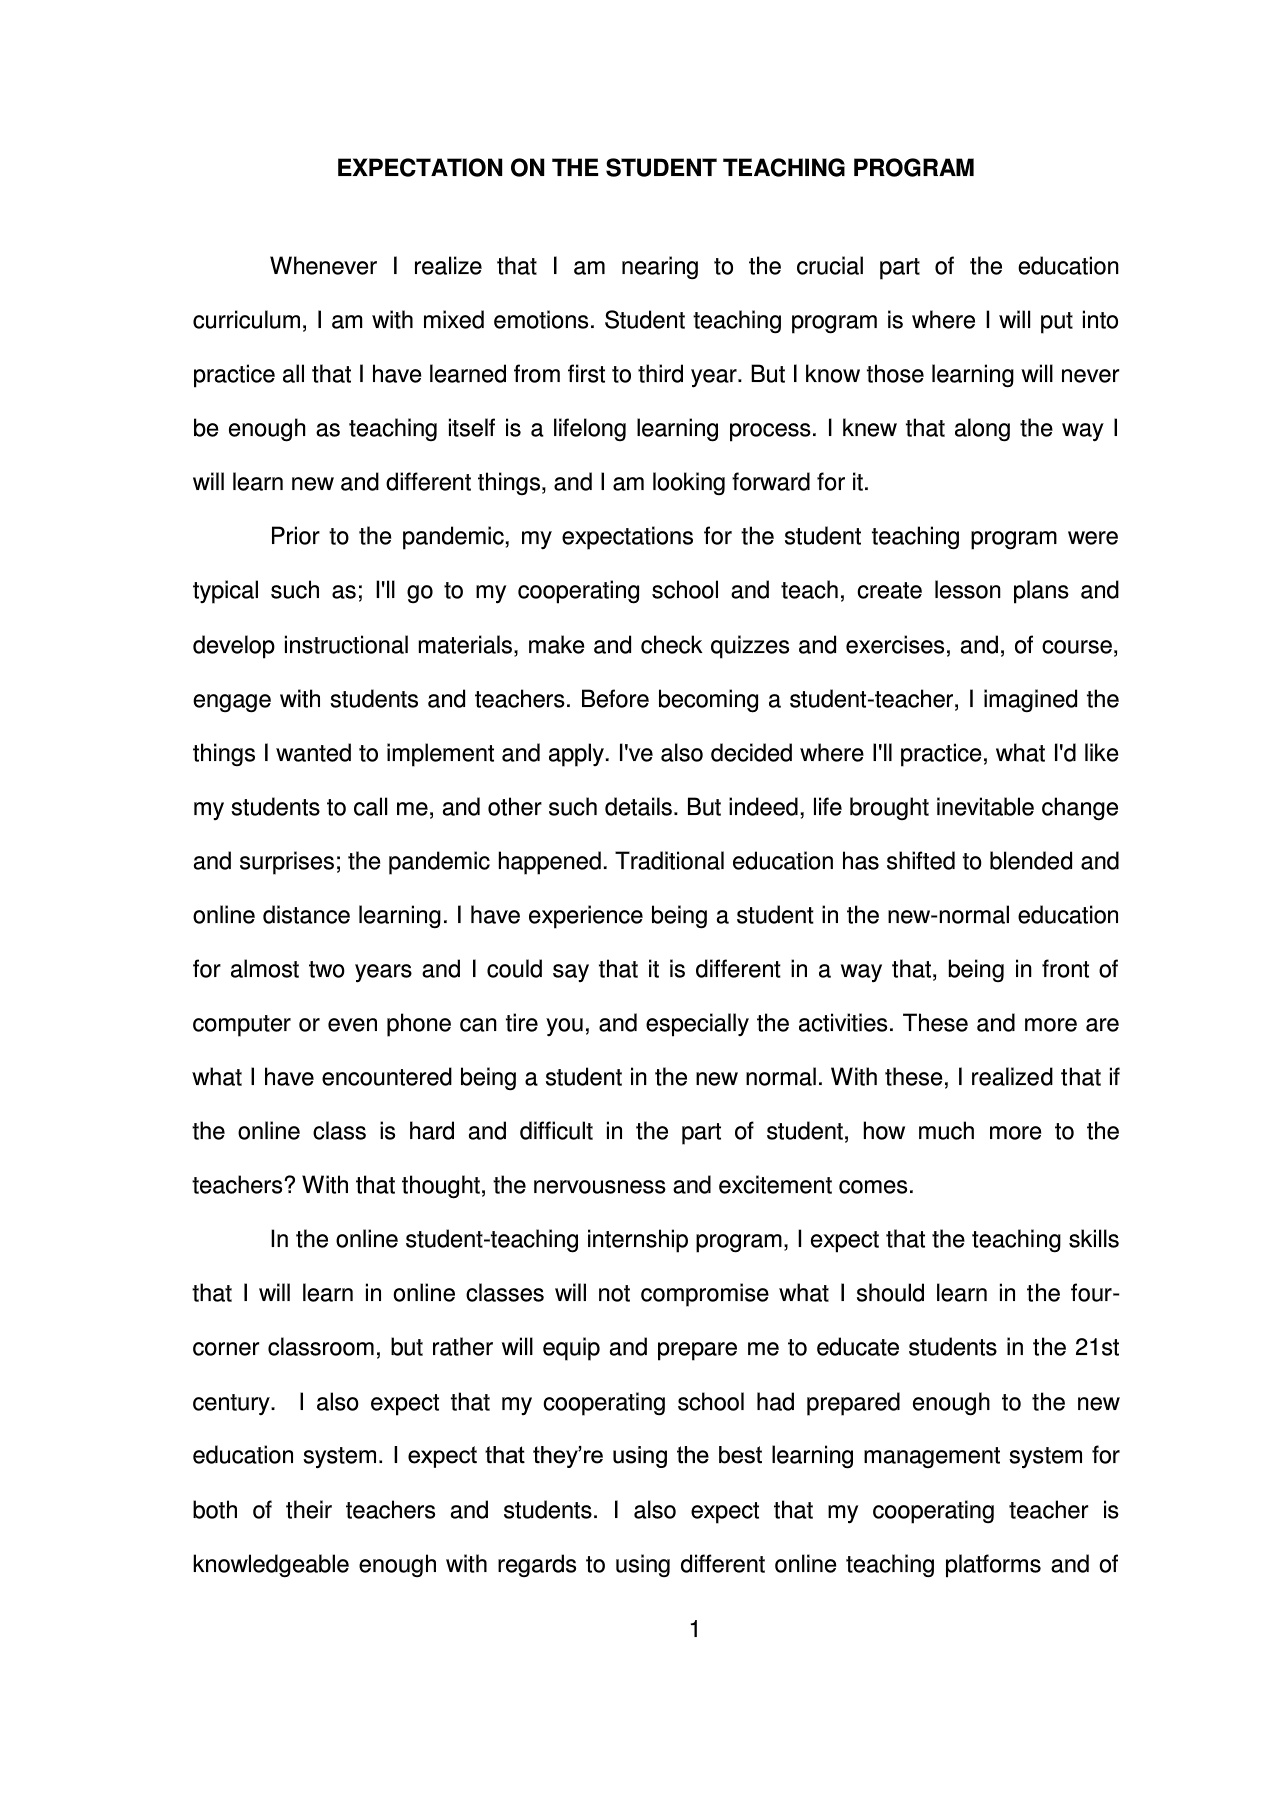 EXPECTATION ON THE STUDENT TEACHING PROGRAM
Whenever I realize that I am nearing to the crucial part of the education
curriculum, I am with mixed emotions. Student teaching program is where I will put into
practice all that I have learned from first to third year. But I know those learning will never
be enough as teaching itself is a lifelong learning process. I knew that along the way I
will learn new and different things, and I am looking forward for it.
Prior to the pandemic, my expectations for the student teaching program were
typical such as; I'll go to my cooperating school and teach, create lesson plans and
develop instructional materials, make and check quizzes and exercises, and, of course,
engage with students and teachers. Before becoming a student-teacher, I imagined the
things I wanted to implement and apply. I've also decided where I'll practice, what I'd like
my students to call me, and other such details. But indeed, life brought inevitable change
and surprises; the pandemic happened. Traditional education has shifted to blended and
online distance learning. I have experience being a student in the new-normal education
for almost two years and I could say that it is different in a way that, being in front of
computer or even phone can tire you, and especially the activities. These and more are
what I have encountered being a student in the new normal. With these, I realized that if
the online class is hard and difficult in the part of student, how much more to the
teachers? With that thought, the nervousness and excitement comes.
In the online student-teaching internship program, I expect that the teaching skills
that I will learn in online classes will not compromise what I should learn in the four-
corner classroom, but rather will equip and prepare me to educate students in the 21st
century.  I also expect that my cooperating school had prepared enough to the new
education system. I expect that they’re using the best learning management system for
both of their teachers and students. I also expect that my cooperating teacher is
knowledgeable enough with regards to using different online teaching platforms and of
1